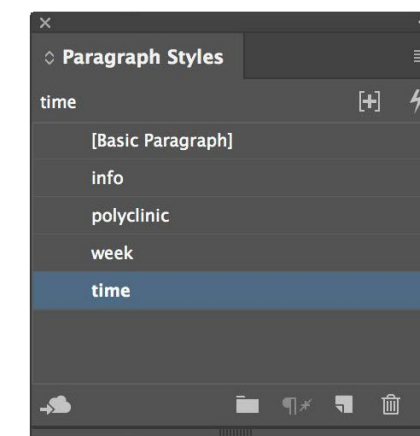 Paragraph Styles
time
[Basic Paragraph]
info
polyclinic
week
time